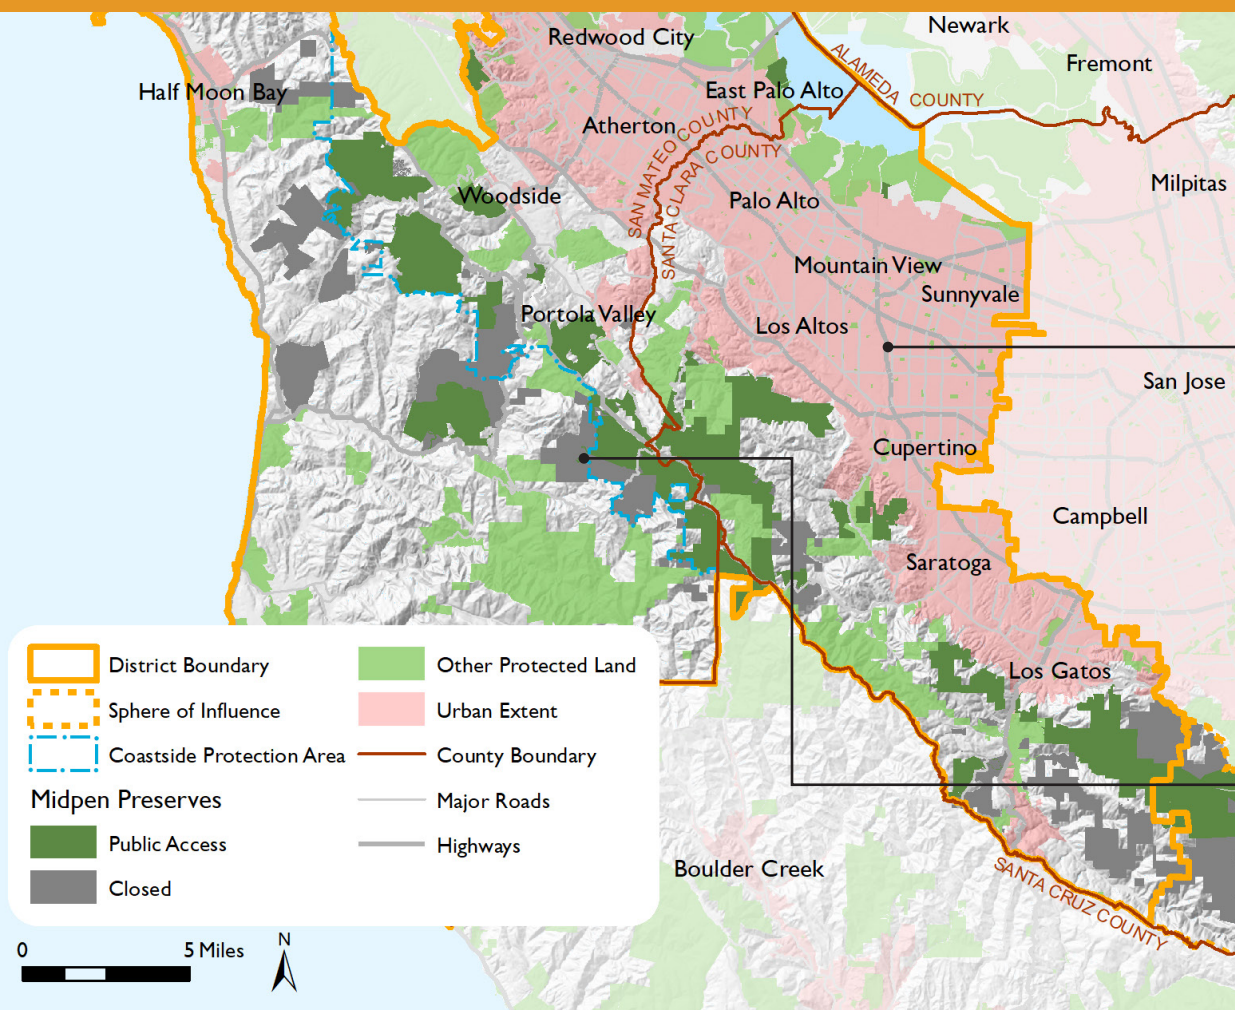 Newark
Redwood City
Fremont
ALAMEDA COUNTY
Half Moon Bay
East Palo Alto
Atherton
SAN MATEO COUNTY
SANTA CLARA COUNTY
Milpitas
Woodside
Palo Alto
Mountain View
Sunnyvale
Portola Valley
Los Altos
San Jose
Cupertino
Campbell
Saratoga
Los Gatos
District Boundary
Sphere of Influence
Coastside Protection Area
Midpen Preserves
Public Access
Closed
Other Protected Land
Urban Extent
County Boundary
Major Roads
Highways
Boulder Creek
SANTA CRUZ COUNTY
0 5 Miles
N